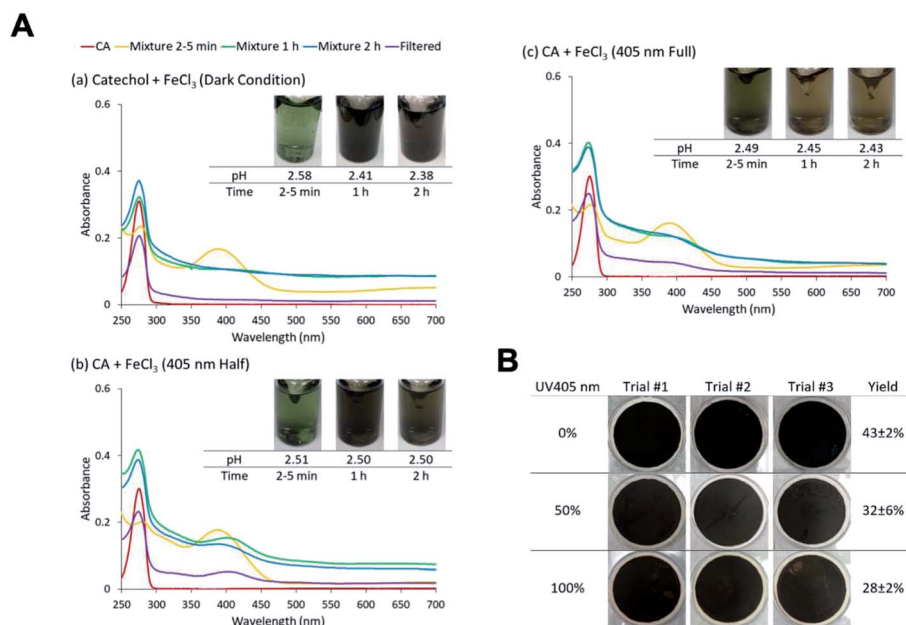 A
CA Mixture 2-5 min Mixture 1 h Mixture 2 h Filtered
(a) Catechol + FeCl₃ (Dark Condition)
0.6
0.4
0.2
0
Absorbance
pH 2.58 2.41 2.38
Time 2-5 min 1 h 2 h
250 300 350 400 450 500 550 600 650 700
Wavelength (nm)
(b) CA + FeCl₃ (405 nm Half)
0.6
0.4
0.2
0
Absorbance
pH 2.51 2.50 2.50
Time 2-5 min 1 h 2 h
250 300 350 400 450 500 550 600 650 700
Wavelength (nm)
(c) CA + FeCl₃ (405 nm Full)
0.6
0.4
0.2
0
Absorbance
pH 2.49 2.45 2.43
Time 2-5 min 1 h 2 h
250 300 350 400 450 500 550 600 650 700
Wavelength (nm)
B
UV405 nm Trial #1 Trial #2 Trial #3 Yield
0% 43±2%
50% 32±6%
100% 28±2%